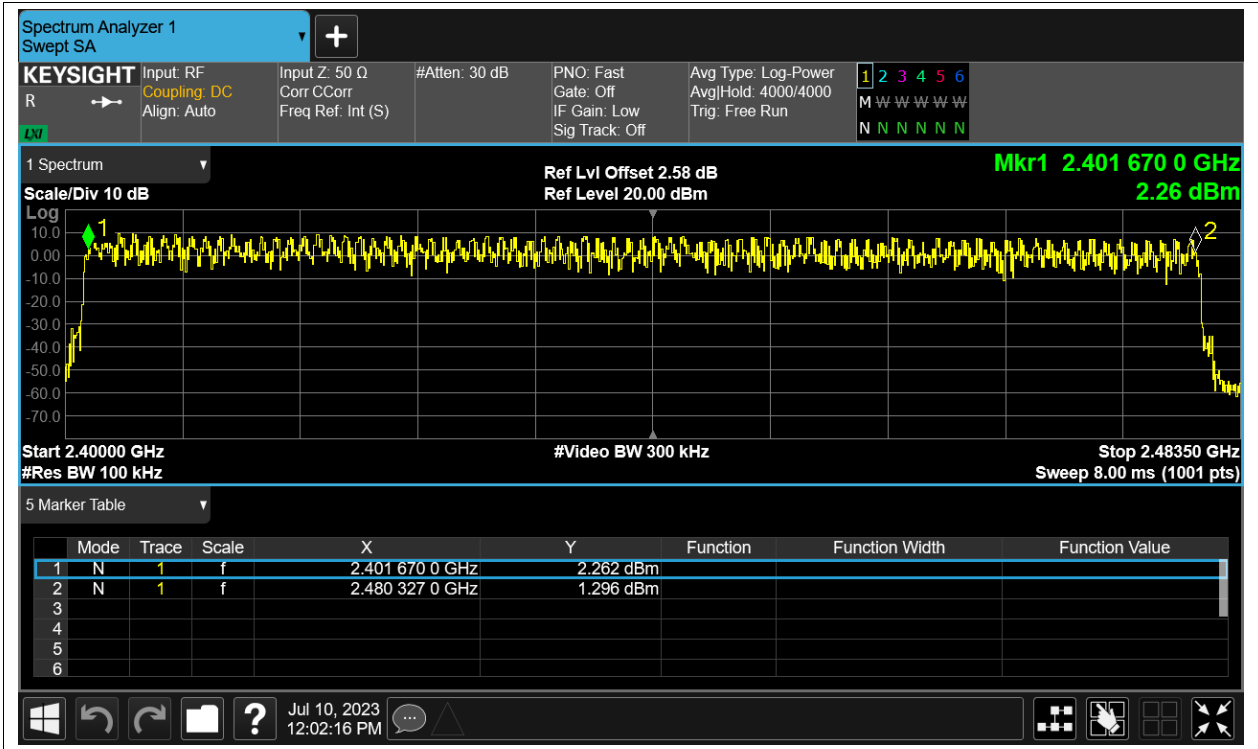 Spectrum Analyzer 1
Swept SA
KEYSIGHT Input: RF Input Z: 50 Ω #Atten: 30 dB PNO: Fast Avg Type: Log-Power 1 2 3 4 5 6
R Coupling: DC Corr CCorr Gate: Off Avg|Hold: 4000/4000 M W W W W W
Align: Auto Freq Ref: Int (S) IF Gain: Low Trig: Free Run
LXI Sig Track: Off N N N N N N
1 Spectrum Ref Lvl Offset 2.58 dB Mkr1 2.401 670 0 GHz
Scale/Div 10 dB Ref Level 20.00 dBm 2.26 dBm
Log
1 2
10.0
0.00
-10.0
-20.0
-30.0
-40.0
-50.0
-60.0
-70.0
Start 2.40000 GHz #Video BW 300 kHz Stop 2.48350 GHz
#Res BW 100 kHz Sweep 8.00 ms (1001 pts)
5 Marker Table
Mode Trace Scale X Y Function Function Width Function Value
1 N 1 f 2.401 670 0 GHz 2.262 dBm
2 N 1 f 2.480 327 0 GHz 1.296 dBm
3
4
5
6
? Jul 10, 2023
12:02:16 PM